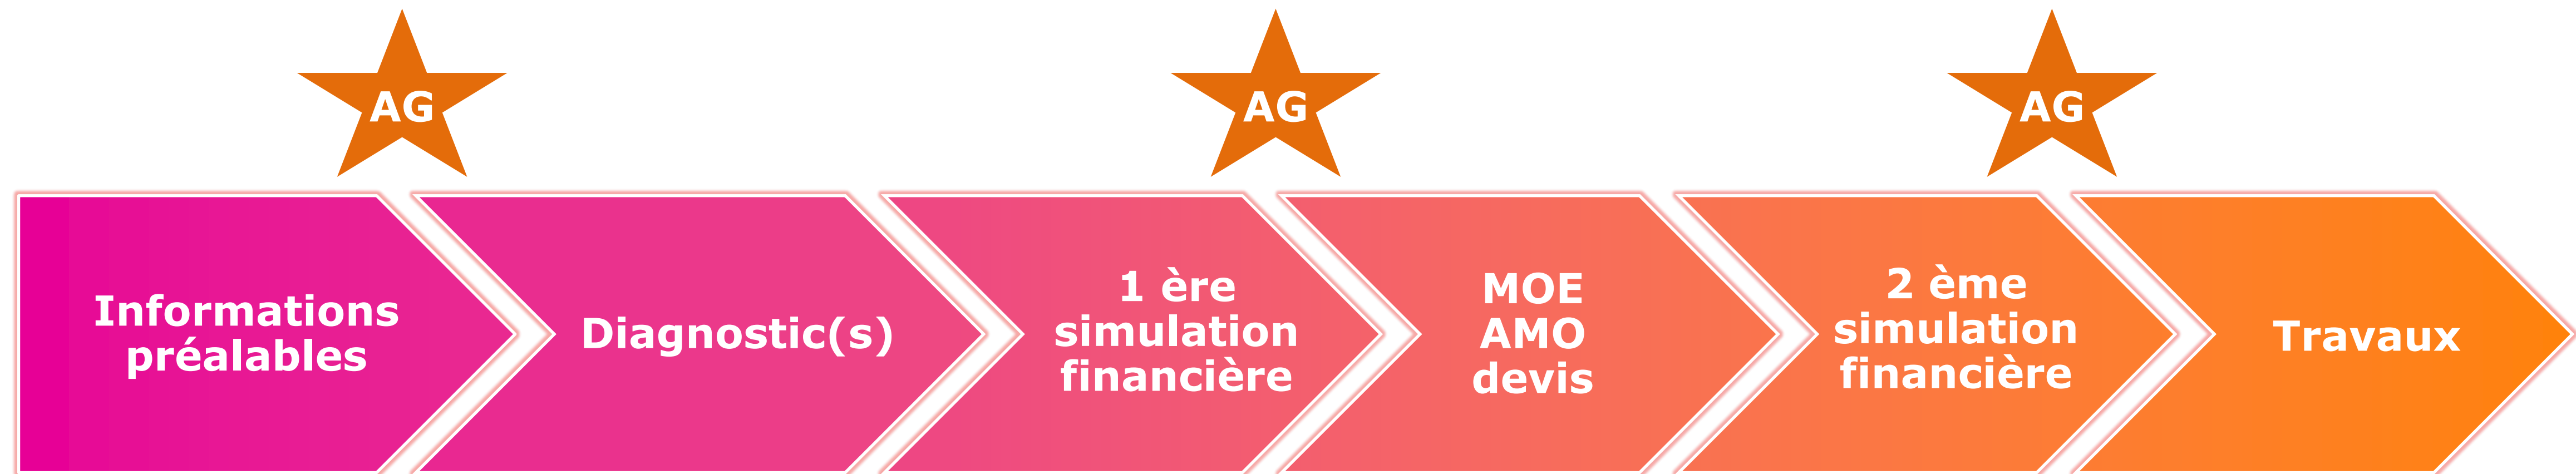 AG
AG
AG
Informations
préalables
Diagnostic(s)
1 ère
simulation
financière
MOE
AMO
devis
2 ème
simulation
financière
Travaux